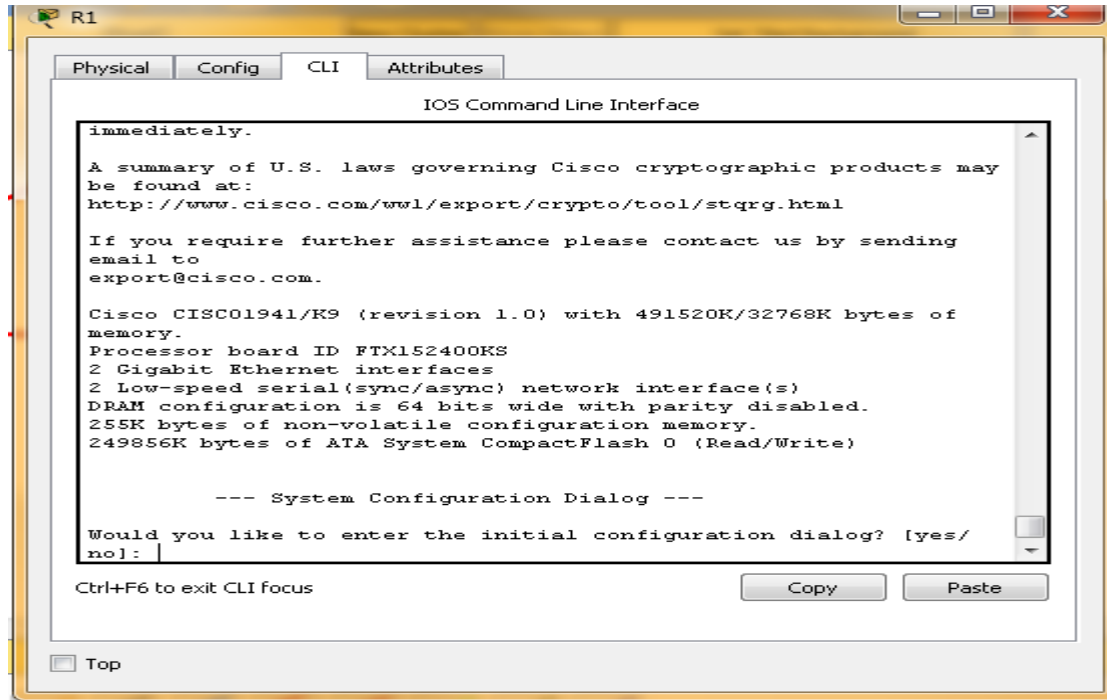 R1
Physical Config CLI Attributes
IOS Command Line Interface
immediately.
A summary of U.S. laws governing Cisco cryptographic products may
be found at:
http://www.cisco.com/wwl/export/crypto/tool/stqrg.html
If you require further assistance please contact us by sending
email to
export@cisco.com.
Cisco CISCO1941/K9 (revision 1.0) with 491520K/32768K bytes of
memory.
Processor board ID FTX152400KS
2 Gigabit Ethernet interfaces
2 Low-speed serial(sync/async) network interface(s)
DRAM configuration is 64 bits wide with parity disabled.
255K bytes of non-volatile configuration memory.
249856K bytes of ATA System CompactFlash 0 (Read/Write)
--- System Configuration Dialog ---
Would you like to enter the initial configuration dialog? [yes/
no]:
Ctrl+F6 to exit CLI focus
Copy Paste
Top